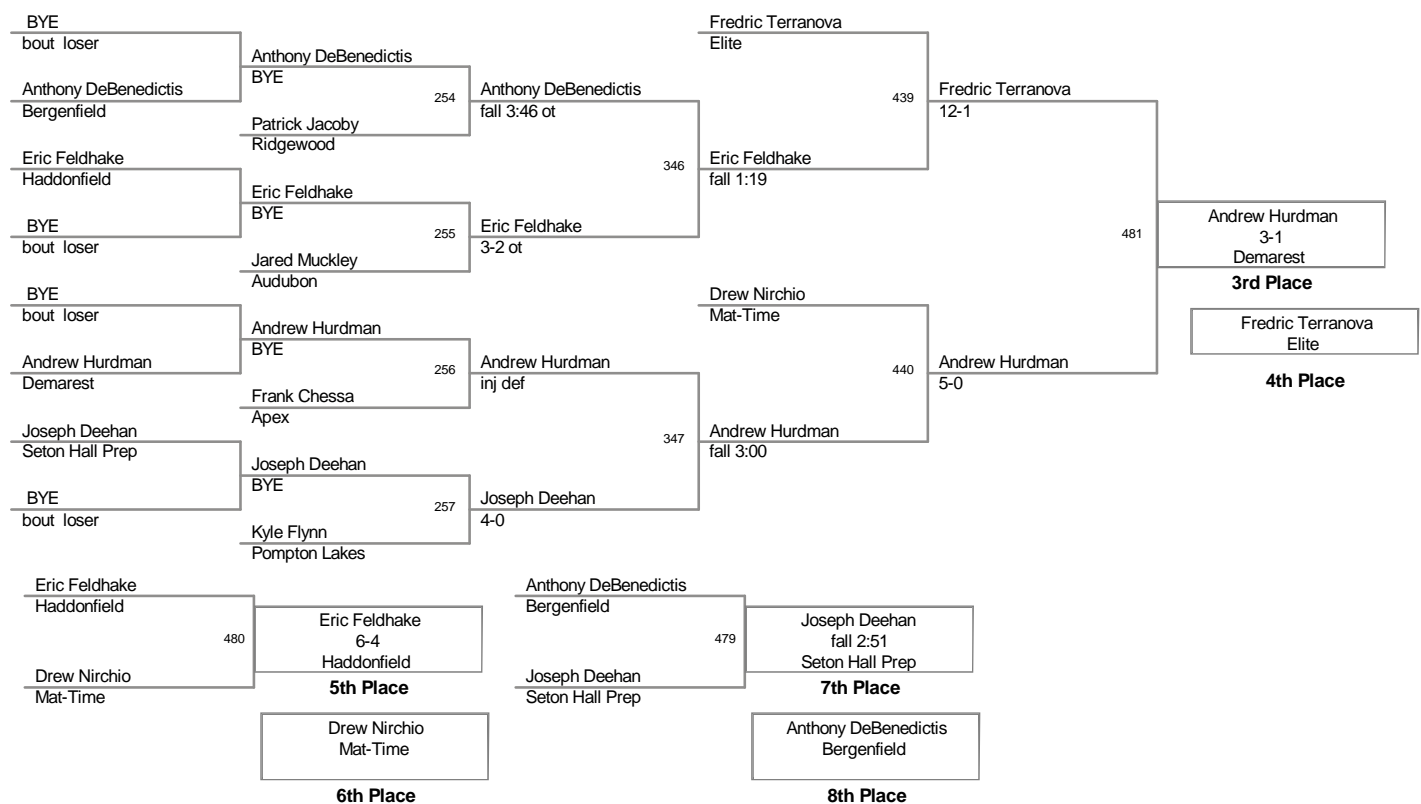 BYE
bout loser
Anthony DeBenedictis
Bergenfield
Eric Feldhake
Haddonfield
BYE
bout loser
BYE
bout loser
Andrew Hurdman
Demarest
Joseph Deehan
Seton Hall Prep
BYE
bout loser
Anthony DeBenedictis
BYE
254
Patrick Jacoby
Ridgewood
Eric Feldhake
BYE
255
Jared Muckley
Audubon
Andrew Hurdman
BYE
256
Frank Chessa
Apex
Joseph Deehan
BYE
257
Kyle Flynn
Pompton Lakes
Anthony DeBenedictis
fall 3:46 ot
346
Eric Feldhake
3-2 ot
Andrew Hurdman
inj def
347
Joseph Deehan
4-0
Fredric Terranova
Elite
439
Eric Feldhake
fall 1:19
Drew Nirchio
Mat-Time
440
Andrew Hurdman
fall 3:00
Fredric Terranova
12-1
481
Andrew Hurdman
5-0
Andrew Hurdman
3-1
Demarest
3rd Place
Fredric Terranova
Elite
4th Place
Eric Feldhake
Haddonfield
480
Drew Nirchio
Mat-Time
Eric Feldhake
6-4
Haddonfield
5th Place
Drew Nirchio
Mat-Time
6th Place
Anthony DeBenedictis
Bergenfield
479
Joseph Deehan
Seton Hall Prep
Joseph Deehan
fall 2:51
Seton Hall Prep
7th Place
Anthony DeBenedictis
Bergenfield
8th Place